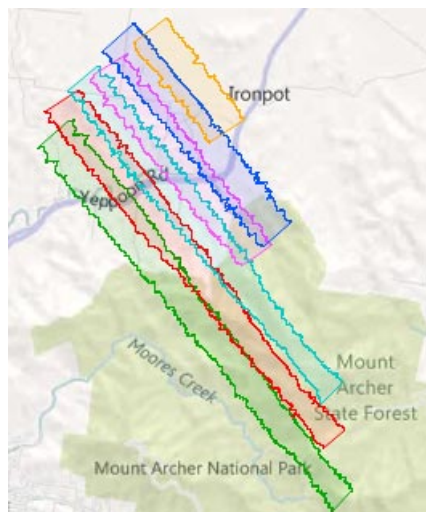 Ironpot
Yeppoon Rd
Moores Creek
Mount
Archer
State Forest
Mount Archer National Park